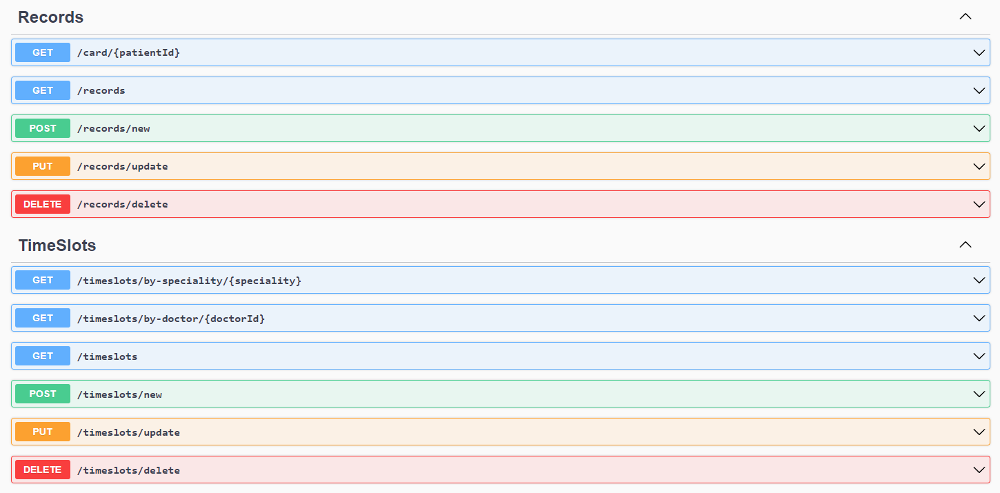 Records
GET /card/{patientId}
GET /records
POST /records/new
PUT /records/update
DELETE /records/delete
TimeSlots
GET /timeslots/by-speciality/{speciality}
GET /timeslots/by-doctor/{doctorId}
GET /timeslots
POST /timeslots/new
PUT /timeslots/update
DELETE /timeslots/delete